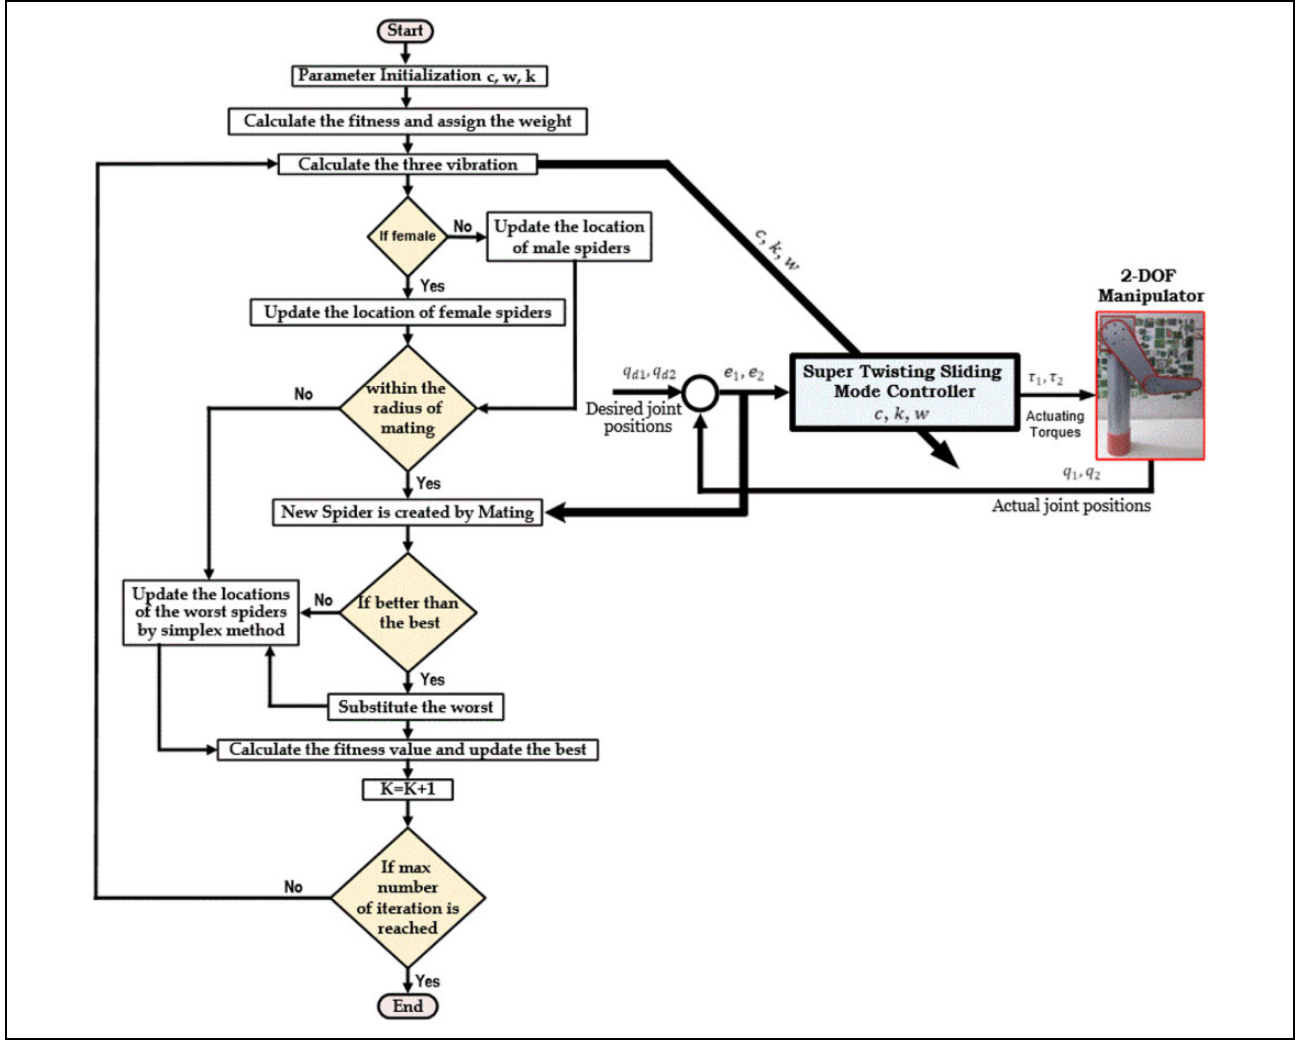 Start
Parameter Initialization c, w, k
Calculate the fitness and assign the weight
Calculate the three vibration
If female
No
Update the location
of male spiders
Yes
Update the location of female spiders
within the
radius of
mating
No
Yes
New Spider is created by Mating
If better than
the best
No
Update the locations
of the worst spiders
by simplex method
Yes
Substitute the worst
Calculate the fitness value and update the best
K=K+1
If max
number
of iteration is
reached
No
Yes
End
c, k, w
q_{d1}, q_{d2}
Desired joint
positions
e₁, e₂
Super Twisting Sliding
Mode Controller
c, k, w
τ₁, τ₂
Actuating
Torques
2-DOF
Manipulator
q₁, q₂
Actual joint positions